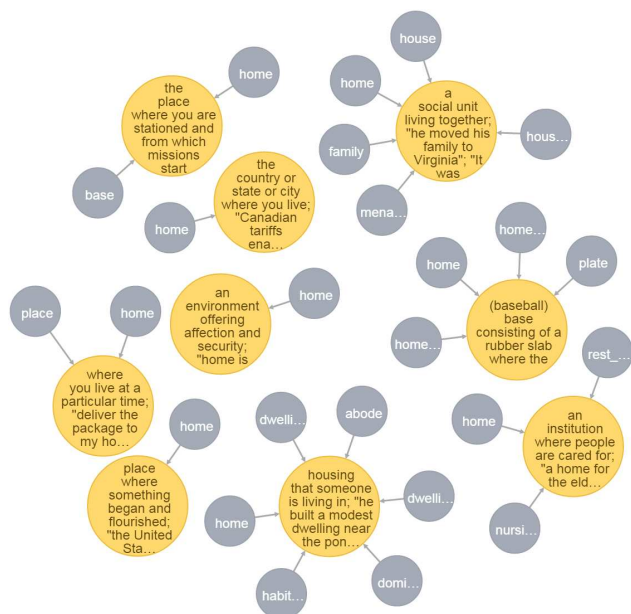 home
the
place
where you are
stationed and
from which
missions
start
base
house
home
family
mena…
hous…
a
social unit
living together;
"he moved his
family to
Virginia"; "It
was
home
the
country or
state or city
where you live;
"Canadian
tariffs
ena…
home…
home
plate
home…
(baseball)
base
consisting of a
rubber slab
where the
an
environment
offering
affection and
security;
"home is
home
place
home
where
you live at a
particular time;
"deliver the
package to
my ho…
rest_…
home
nursi…
an
institution
where people
are cared for;
"a home for
the eld…
home
place
where
something
began and
flourished;
"the United
Sta…
dwelli…
abode
dwelli…
home
habit…
domi…
housing
that someone
is living in; "he
built a modest
dwelling near
the pon…